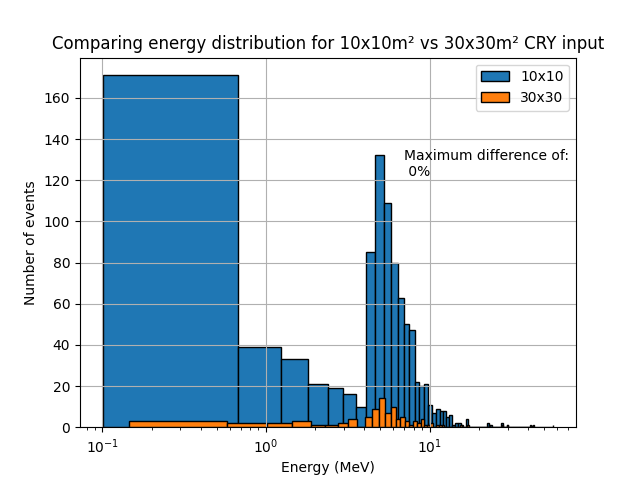 Comparing energy distribution for 10x10m² vs 30x30m² CRY input
10x10
30x30
Maximum difference of:
0%
Number of events
160
140
120
100
80
60
40
20
0
10⁻¹
10⁰
10¹
Energy (MeV)